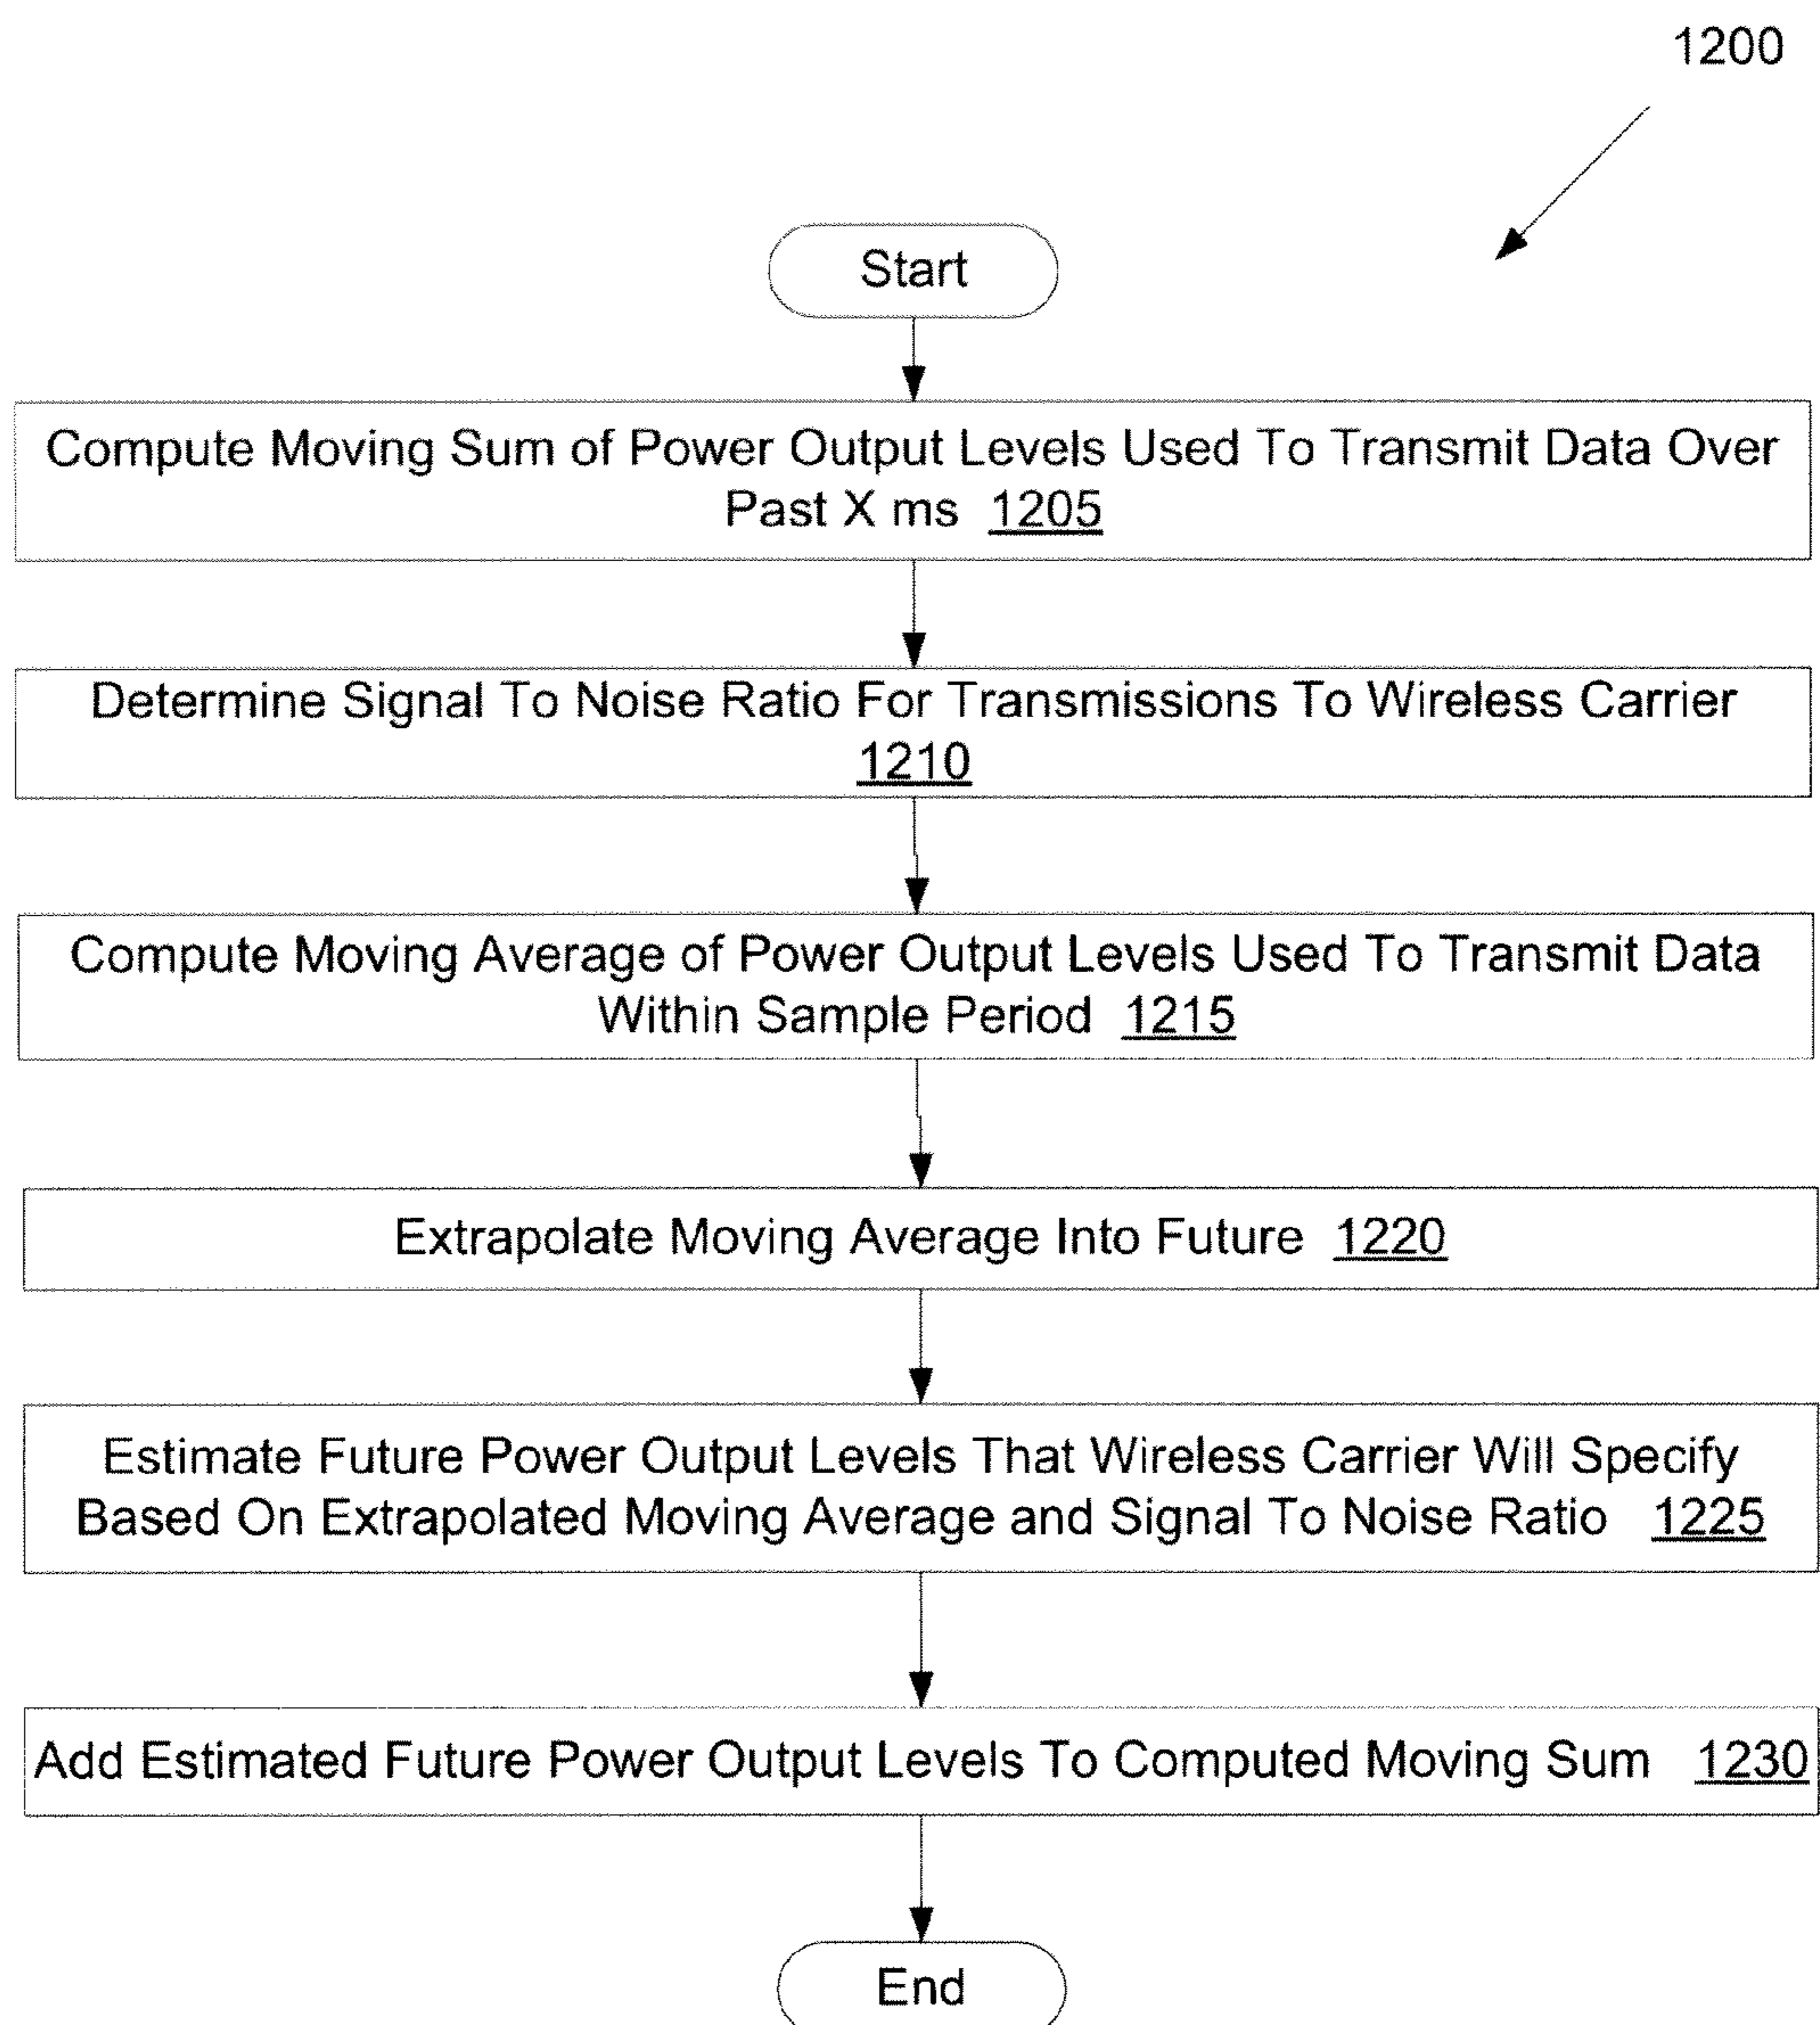 1200
Start
Compute Moving Sum of Power Output Levels Used To Transmit Data Over
Past X ms 1205
Determine Signal To Noise Ratio For Transmissions To Wireless Carrier
1210
Compute Moving Average of Power Output Levels Used To Transmit Data
Within Sample Period 1215
Extrapolate Moving Average Into Future 1220
Estimate Future Power Output Levels That Wireless Carrier Will Specify
Based On Extrapolated Moving Average and Signal To Noise Ratio 1225
Add Estimated Future Power Output Levels To Computed Moving Sum 1230
End